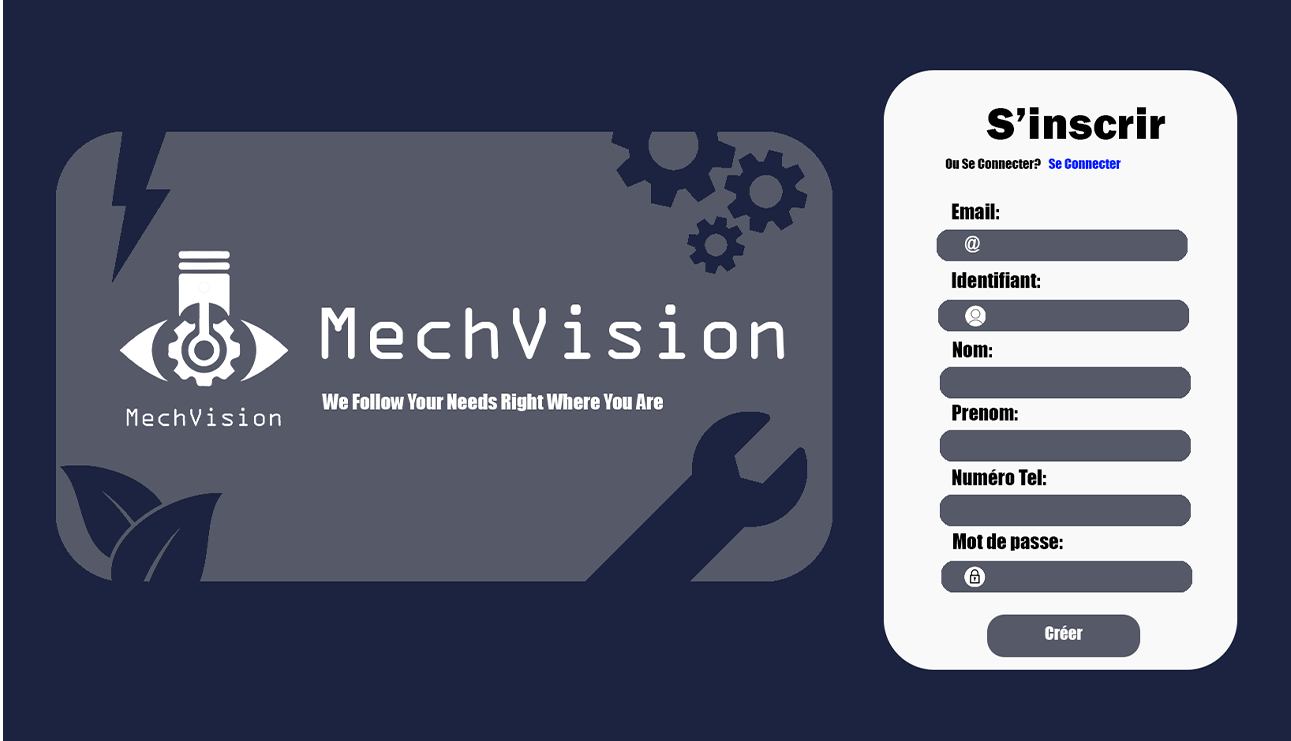 MechVision
We Follow Your Needs Right Where You Are
MechVision
S'inscrir
Ou Se Connecter? Se Connecter
Email:
@
Identifiant:
Nom:
Prenom:
Numéro Tel:
Mot de passe:
Créer